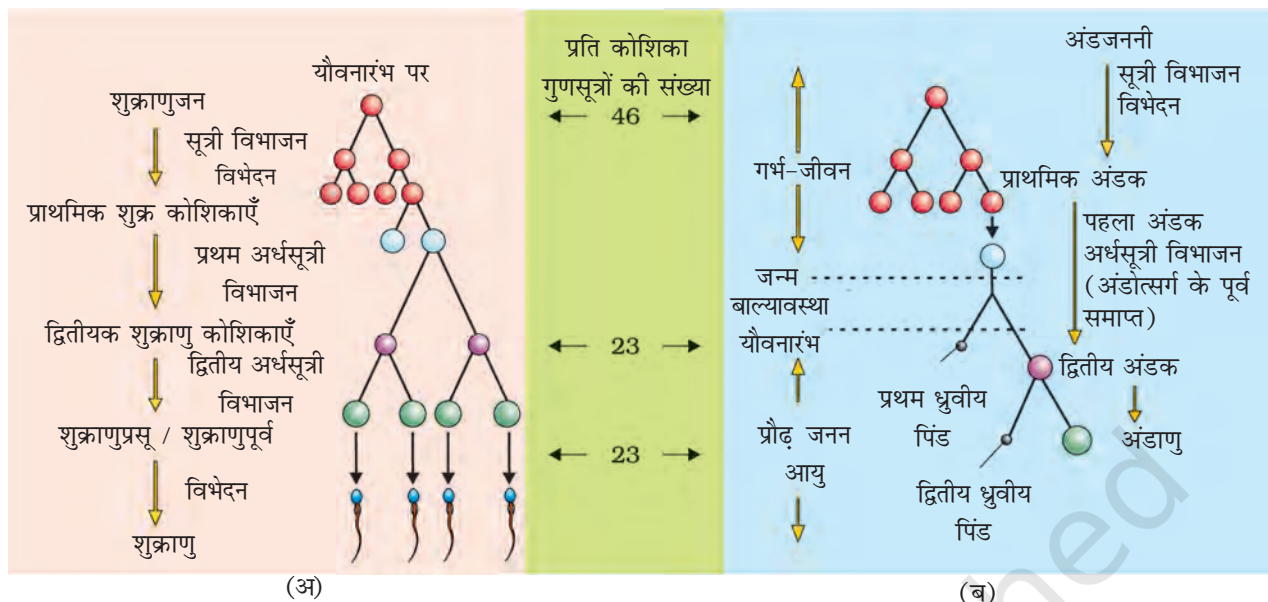 यौवनारंभ पर
शुक्राणुजन
सूत्री विभाजन
विभेदन
प्राथमिक शुक्र कोशिकाएँ
प्रथम अर्धसूत्री
विभाजन
द्वितीयक शुक्राणु कोशिकाएँ
द्वितीय अर्धसूत्री
विभाजन
शुक्राणुप्रसू / शुक्राणुपूर्व
विभेदन
शुक्राणु
(अ)
प्रति कोशिका
गुणसूत्रों की संख्या
46
23
23
गर्भ-जीवन
जन्म
बाल्यावस्था
यौवनारंभ
प्रौढ़ जनन
आयु
अंडजननी
सूत्री विभाजन
विभेदन
प्राथमिक अंडक
पहला अंडक
अर्धसूत्री विभाजन
(अंडोत्सर्ग के पूर्व
समाप्त)
द्वितीय अंडक
प्रथम ध्रुवीय
पिंड
अंडाणु
द्वितीय ध्रुवीय
पिंड
(ब)